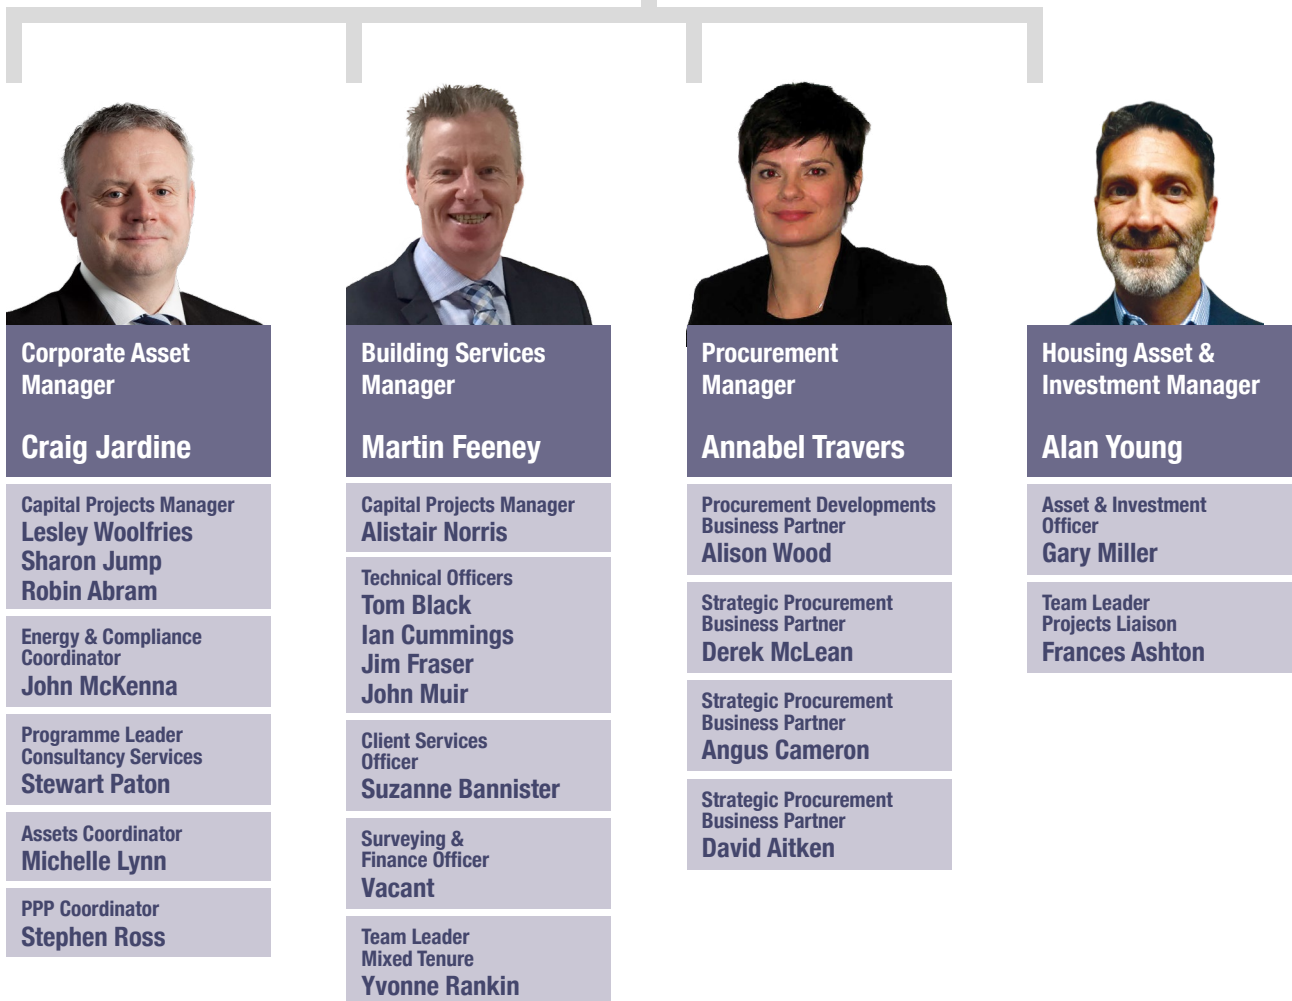 Corporate Asset
Manager
Craig Jardine
Capital Projects Manager
Lesley Woolfries
Sharon Jump
Robin Abram
Energy & Compliance
Coordinator
John McKenna
Programme Leader
Consultancy Services
Stewart Paton
Assets Coordinator
Michelle Lynn
PPP Coordinator
Stephen Ross
Building Services
Manager
Martin Feeney
Capital Projects Manager
Alistair Norris
Technical Officers
Tom Black
Ian Cummings
Jim Fraser
John Muir
Client Services
Officer
Suzanne Bannister
Surveying &
Finance Officer
Vacant
Team Leader
Mixed Tenure
Yvonne Rankin
Procurement
Manager
Annabel Travers
Procurement Developments
Business Partner
Alison Wood
Strategic Procurement
Business Partner
Derek McLean
Strategic Procurement
Business Partner
Angus Cameron
Strategic Procurement
Business Partner
David Aitken
Housing Asset &
Investment Manager
Alan Young
Asset & Investment
Officer
Gary Miller
Team Leader
Projects Liaison
Frances Ashton